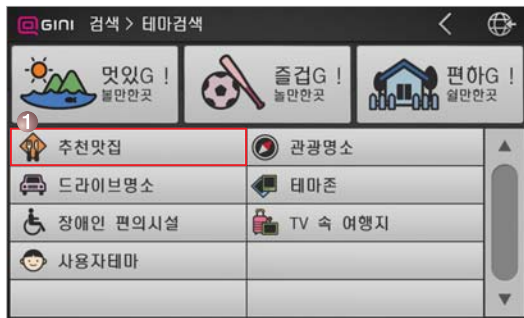 GINI 검색 > 테마검색
멋있G !
볼만한곳
즐겁G !
놀만한곳
편하G !
쉴만한곳
1
추천맛집
관광명소
드라이브명소
테마존
장애인 편의시설
TV 속 여행지
사용자테마